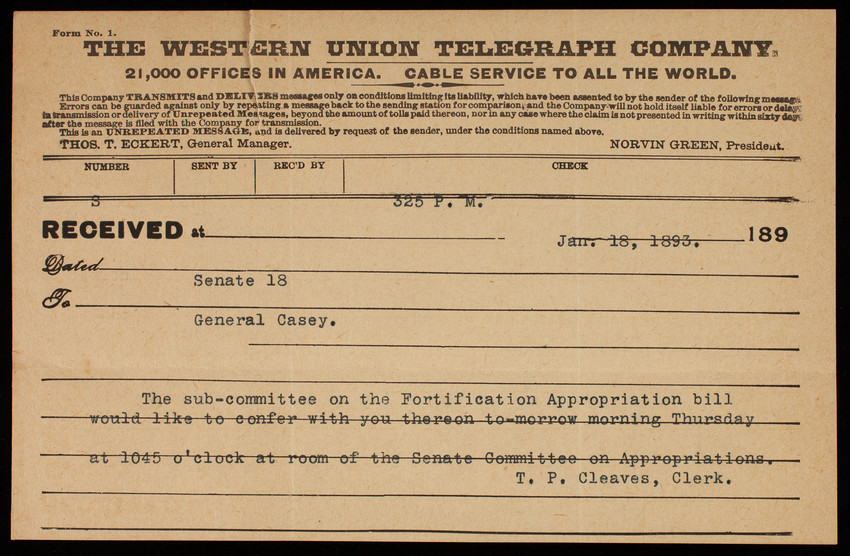 Form No. 1.
THE WESTERN UNION TELEGRAPH COMPANY.
21,000 OFFICES IN AMERICA. CABLE SERVICE TO ALL THE WORLD.
This Company TRANSMITS and DELIVERS messages only on conditions limiting its liability, which have been assented to by the sender of the following message.
Errors can be guarded against only by repeating a message back to the sending station for comparison, and the Company will not hold itself liable for errors or delays
in transmission or delivery of Unrepeated Messages, beyond the amount of tolls paid thereon, nor in any case where the claim is not presented in writing within sixty days
after the message is filed with the Company for transmission.
This is an UNREPEATED MESSAGE, and is delivered by request of the sender, under the conditions named above.
THOS. T. ECKERT, General Manager. NORVIN GREEN, President.
NUMBER SENT BY REC'D BY CHECK
S 325 P. M.
RECEIVED at Jan. 18, 1893. 189
Dated
Senate 18
To
General Casey.
The sub-committee on the Fortification Appropriation bill
would like to confer with you thereon to-morrow morning Thursday
at 1045 o'clock at room of the Senate Committee on Appropriations.
T. P. Cleaves, Clerk.